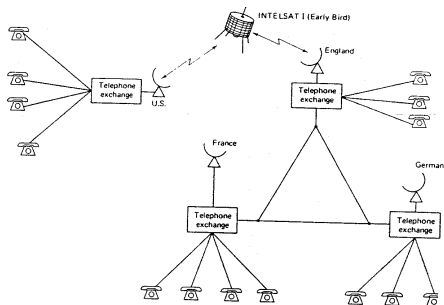 INTELSAT I (Early Bird)
England
Telephone
exchange
U.S.
Telephone
exchange
France
German
Telephone
exchange
Telephone
exchange